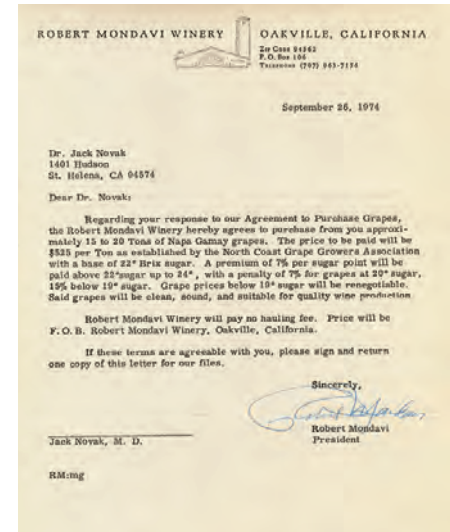 ROBERT MONDAVI WINERY OAKVILLE, CALIFORNIA
Zip Code 94562
P.O. Box 106
Telephone (707) 963-7156
September 26, 1974
Dr. Jack Novak
1401 Hudson
St. Helena, CA 94574
Dear Dr. Novak:
Regarding your response to our Agreement to Purchase Grapes,
the Robert Mondavi Winery hereby agrees to purchase from you approxi-
mately 15 to 20 Tons of Napa Gamay grapes. The price to be paid will be
$525 per Ton as established by the North Coast Grape Growers Association
with a base of 22° Brix sugar. A premium of 7% per sugar point will be
paid above 22°sugar up to 24°, with a penalty of 7% for grapes at 20° sugar,
15% below 19° sugar. Grape prices below 19° sugar will be renegotiable.
Said grapes will be clean, sound, and suitable for quality wine production
Robert Mondavi Winery will pay no hauling fee. Price will be
F.O.B. Robert Mondavi Winery, Oakville, California.
If these terms are agreeable with you, please sign and return
one copy of this letter for our files.
Sincerely,
Robert Mondavi
Robert Mondavi
President
Jack Novak, M. D.
RM:mg